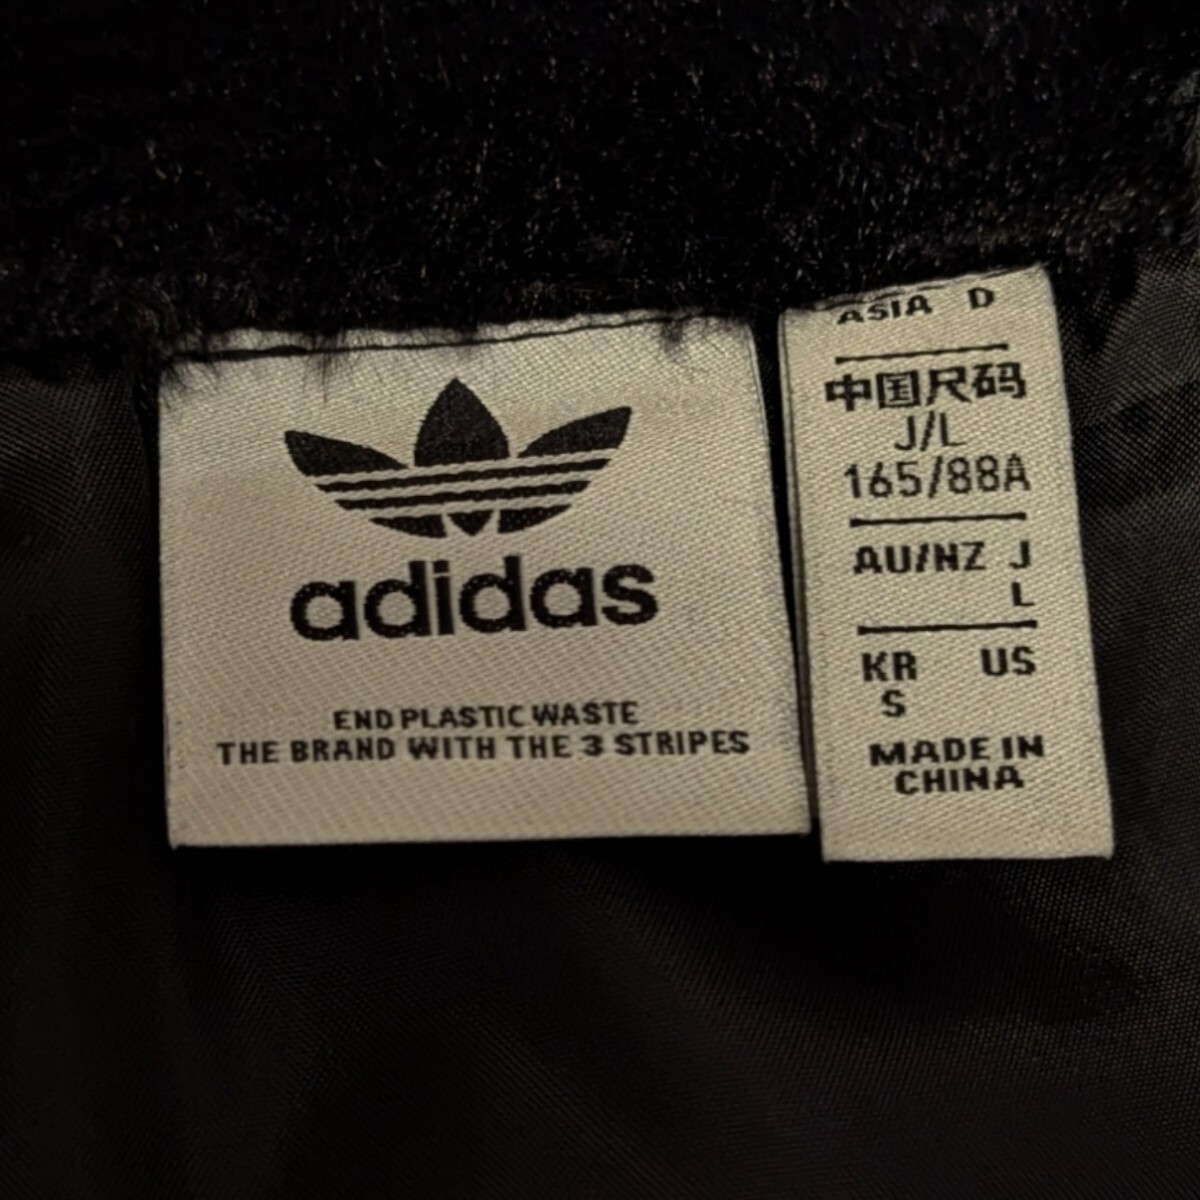 adidas
END PLASTIC WASTE
THE BRAND WITH THE 3 STRIPES
ASIA D
中国尺码
J/L
165/88A
AU/NZ J
L
KR US
S
MADE IN
CHINA